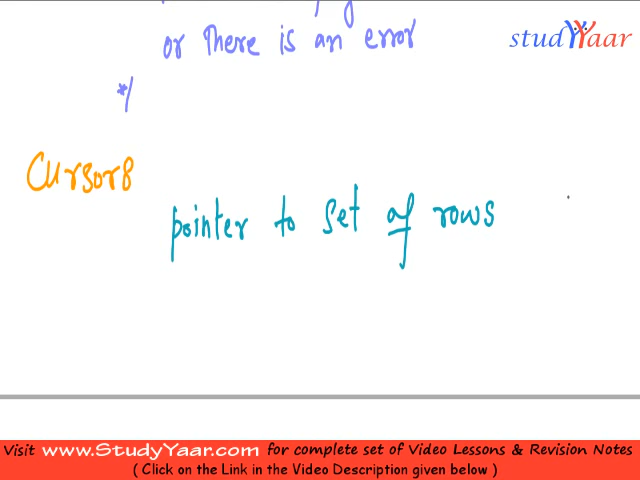 or there is an error
studYYaar
*/
Cursors
pointer to set of rows
Visit www.StudyYaar.com for complete set of Video Lessons & Revision Notes
( Click on the Link in the Video Description given below )